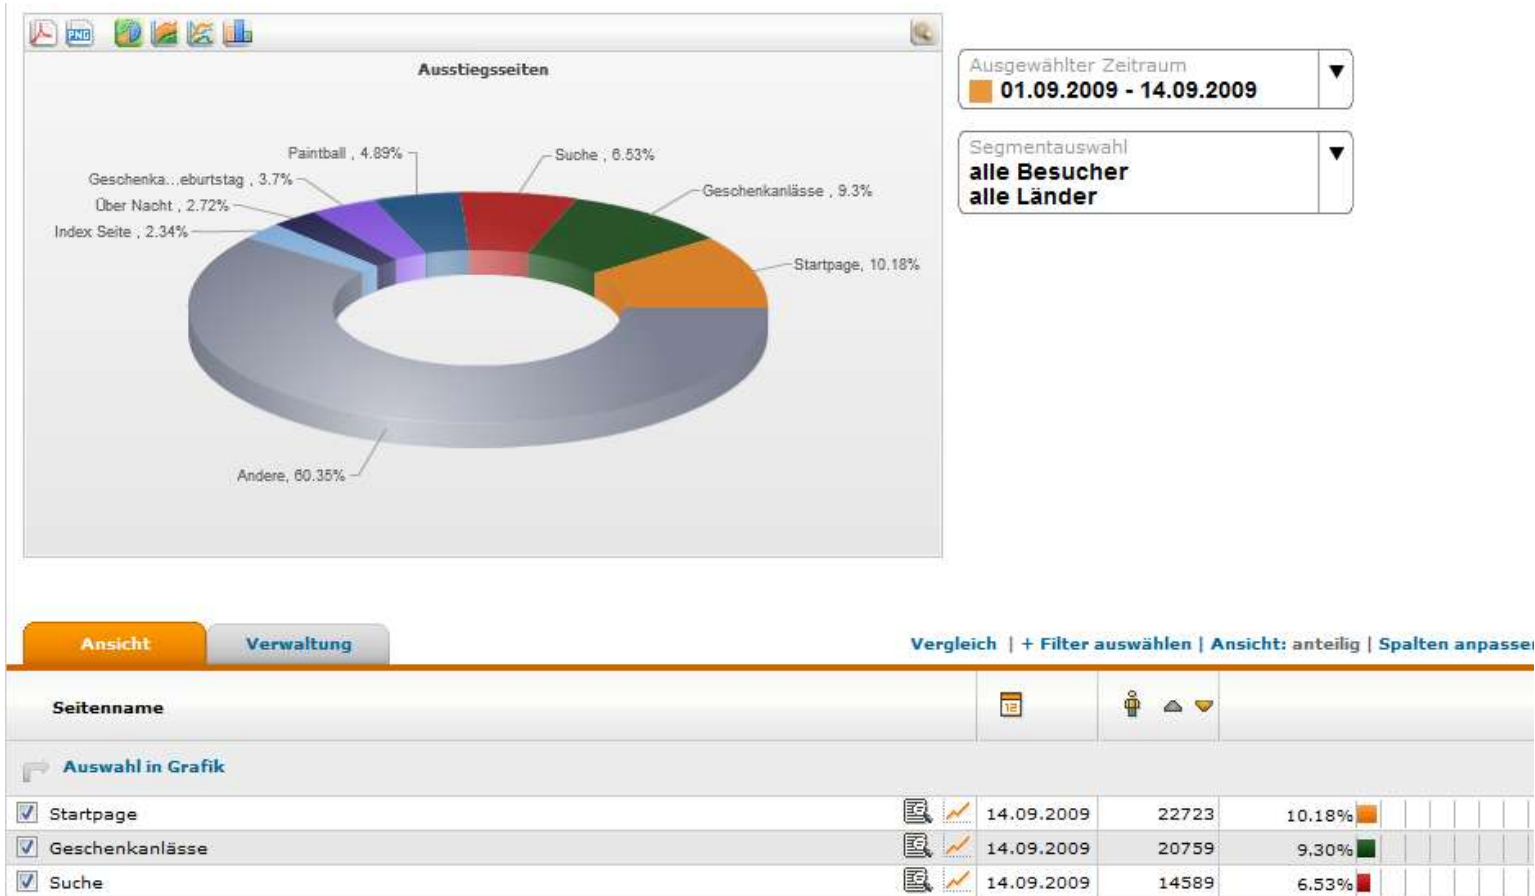 PNG
Ausstiegsseiten
Paintball , 4.89%
Suche , 6.53%
Geschenka...eburtstag , 3.7%
Geschenkanlässe , 9.3%
Über Nacht , 2.72%
Index Seite , 2.34%
Startpage, 10.18%
Andere, 60.35%
Ausgewählter Zeitraum
01.09.2009 - 14.09.2009
Segmentauswahl
alle Besucher
alle Länder
Ansicht
Verwaltung
Vergleich | + Filter auswählen | Ansicht: anteilig | Spalten anpassen
Seitenname
12
Auswahl in Grafik
Startpage 14.09.2009 22723 10.18%
Geschenkanlässe 14.09.2009 20759 9.30%
Suche 14.09.2009 14589 6.53%